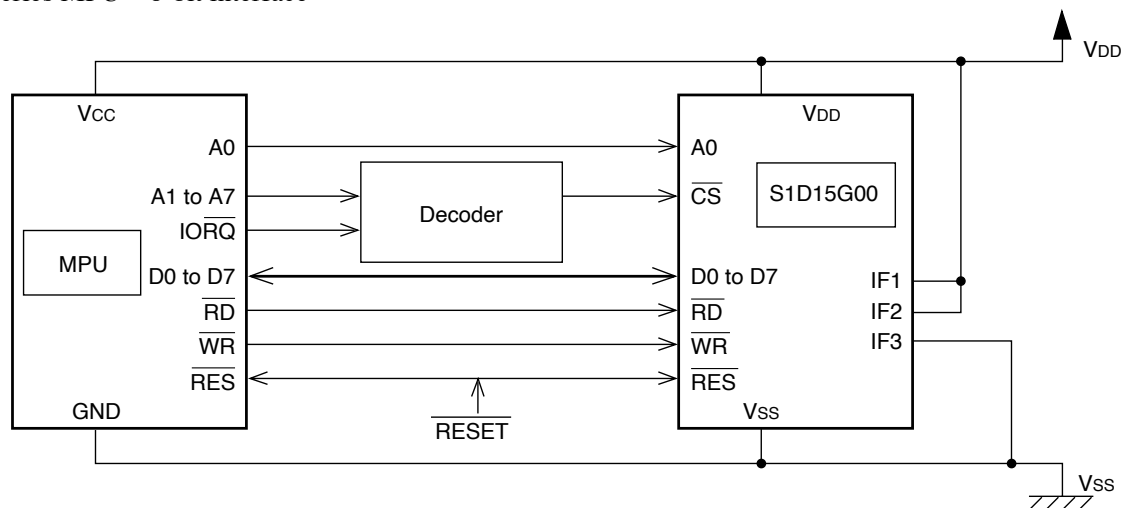 VDD
VCC
A0
A1 to A7
IORQ
MPU
D0 to D7
RD
WR
RES
GND
Decoder
RESET
VDD
A0
CS
S1D15G00
D0 to D7
RD
WR
RES
IF1
IF2
IF3
VSS
VSS